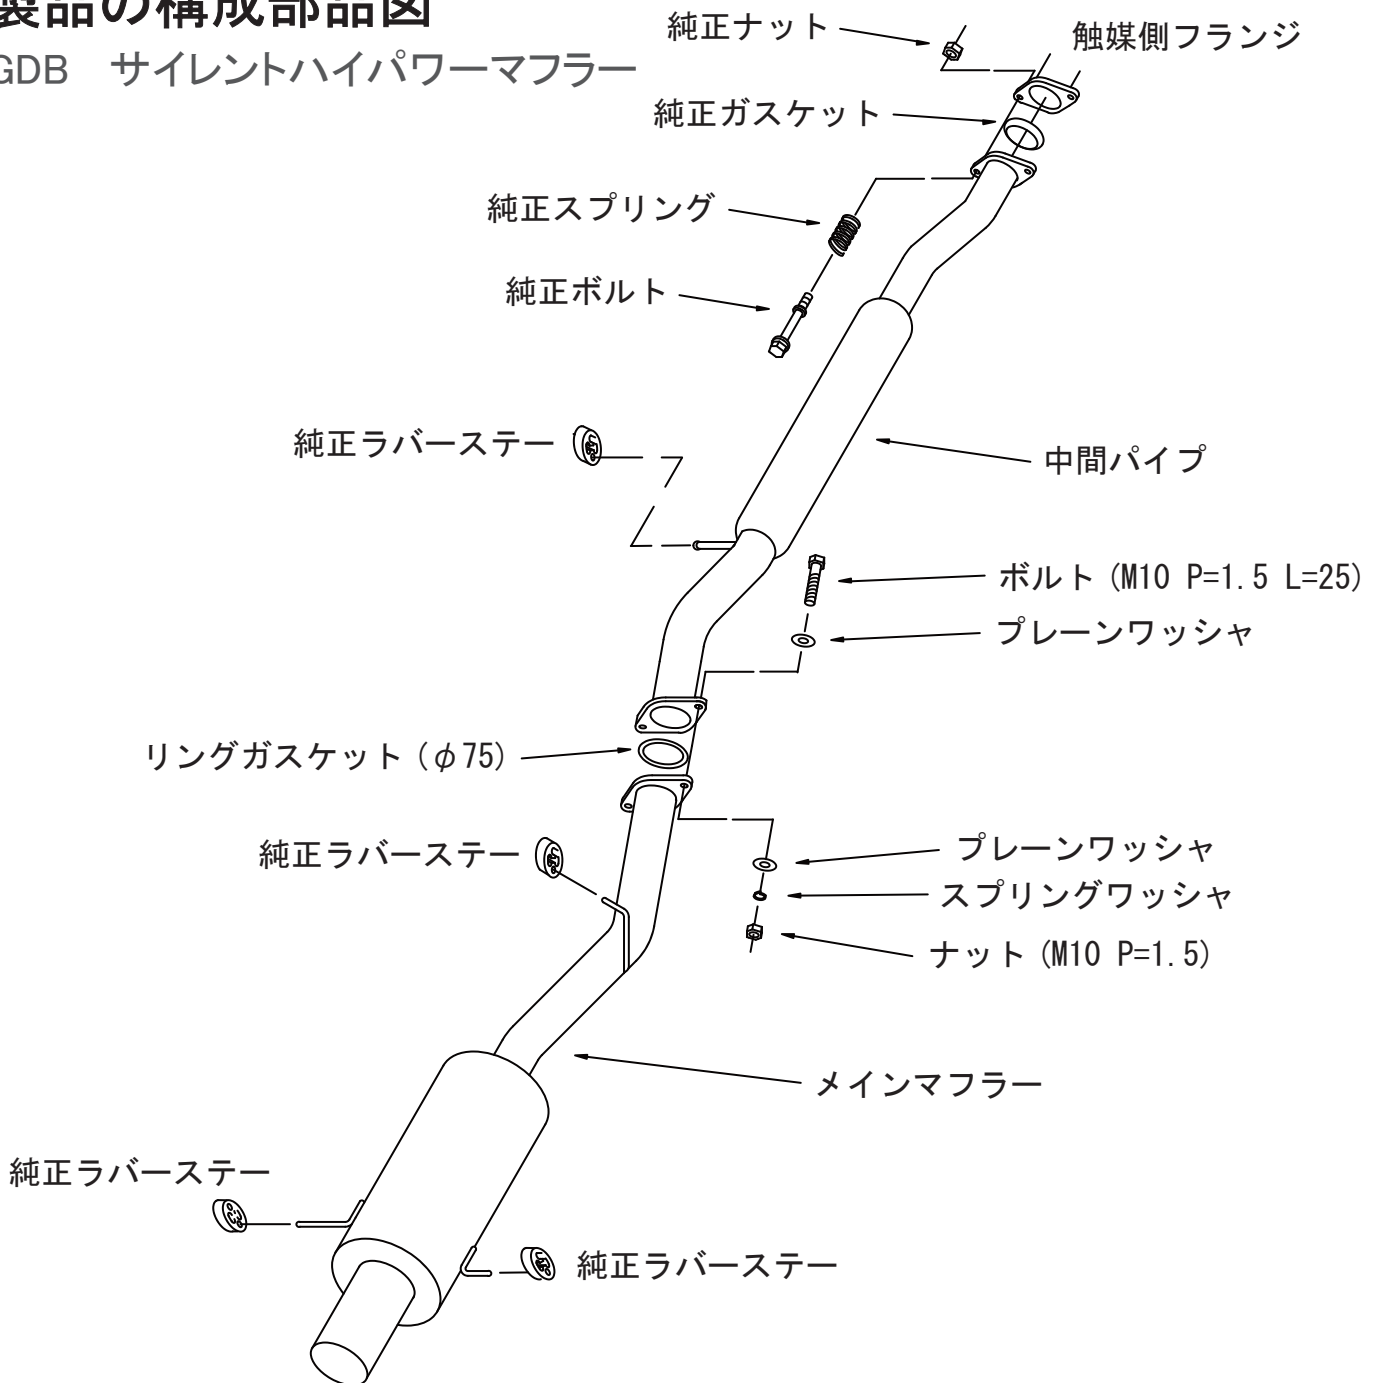 製品の構成部品図
GDB　サイレントハイパワーマフラー
純正ナット
触媒側フランジ
純正ガスケット
純正スプリング
純正ボルト
純正ラバーステー
中間パイプ
ボルト (M10 P=1.5 L=25)
プレーンワッシャ
リングガスケット (φ75)
純正ラバーステー
プレーンワッシャ
スプリングワッシャ
ナット (M10 P=1.5)
メインマフラー
純正ラバーステー
純正ラバーステー